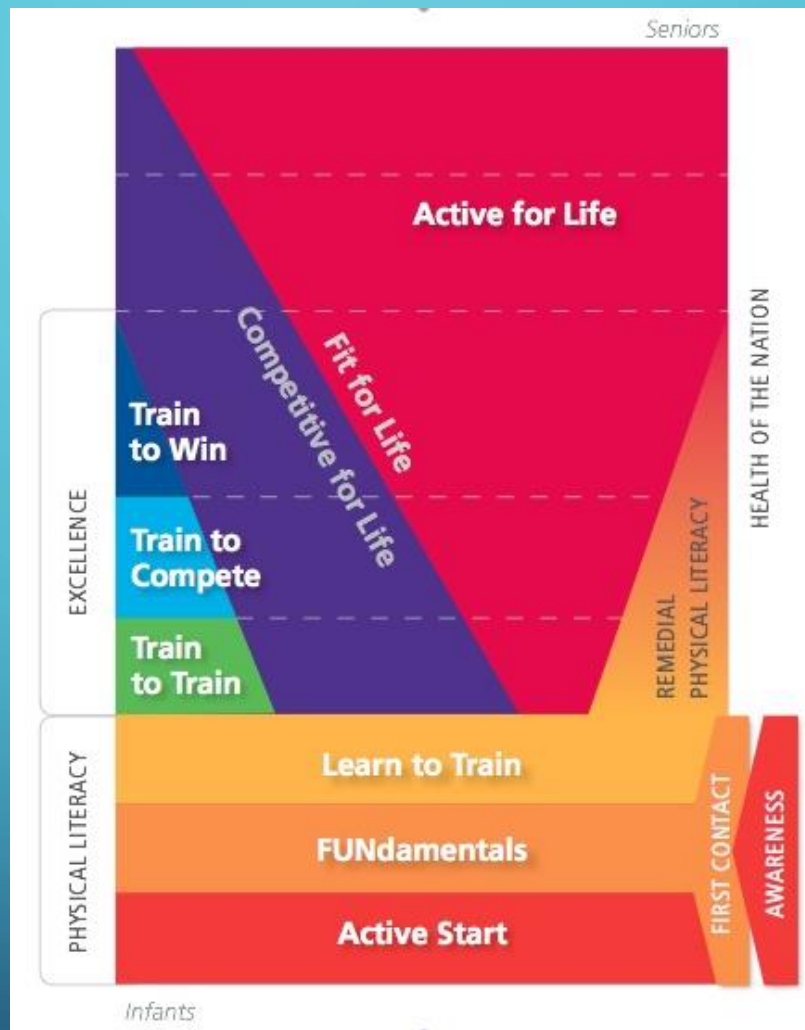 Seniors
Active for Life
Fit for Life
Competitive for Life
Train
to Win
Train to
Compete
Train
to Train
EXCELLENCE
HEALTH OF THE NATION
REMEDIAL
PHYSICAL LITERACY
Learn to Train
FUNdamentals
Active Start
PHYSICAL LITERACY
FIRST CONTACT
AWARENESS
Infants